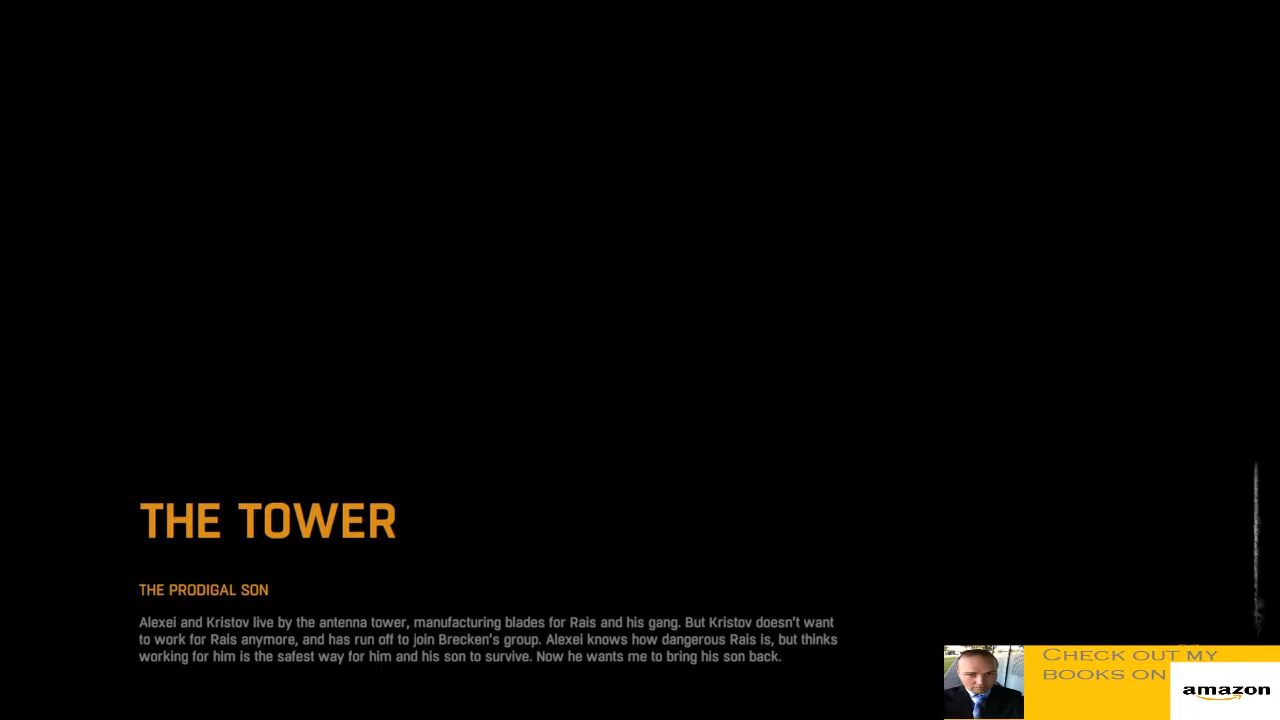 THE TOWER
THE PRODIGAL SON
Alexei and Kristov live by the antenna tower, manufacturing blades for Rais and his gang. But Kristov doesn't want
to work for Rais anymore, and has run off to join Brecken's group. Alexei knows how dangerous Rais is, but thinks
working for him is the safest way for him and his son to survive. Now he wants me to bring his son back.
CHECK OUT MY
BOOKS ON
amazon